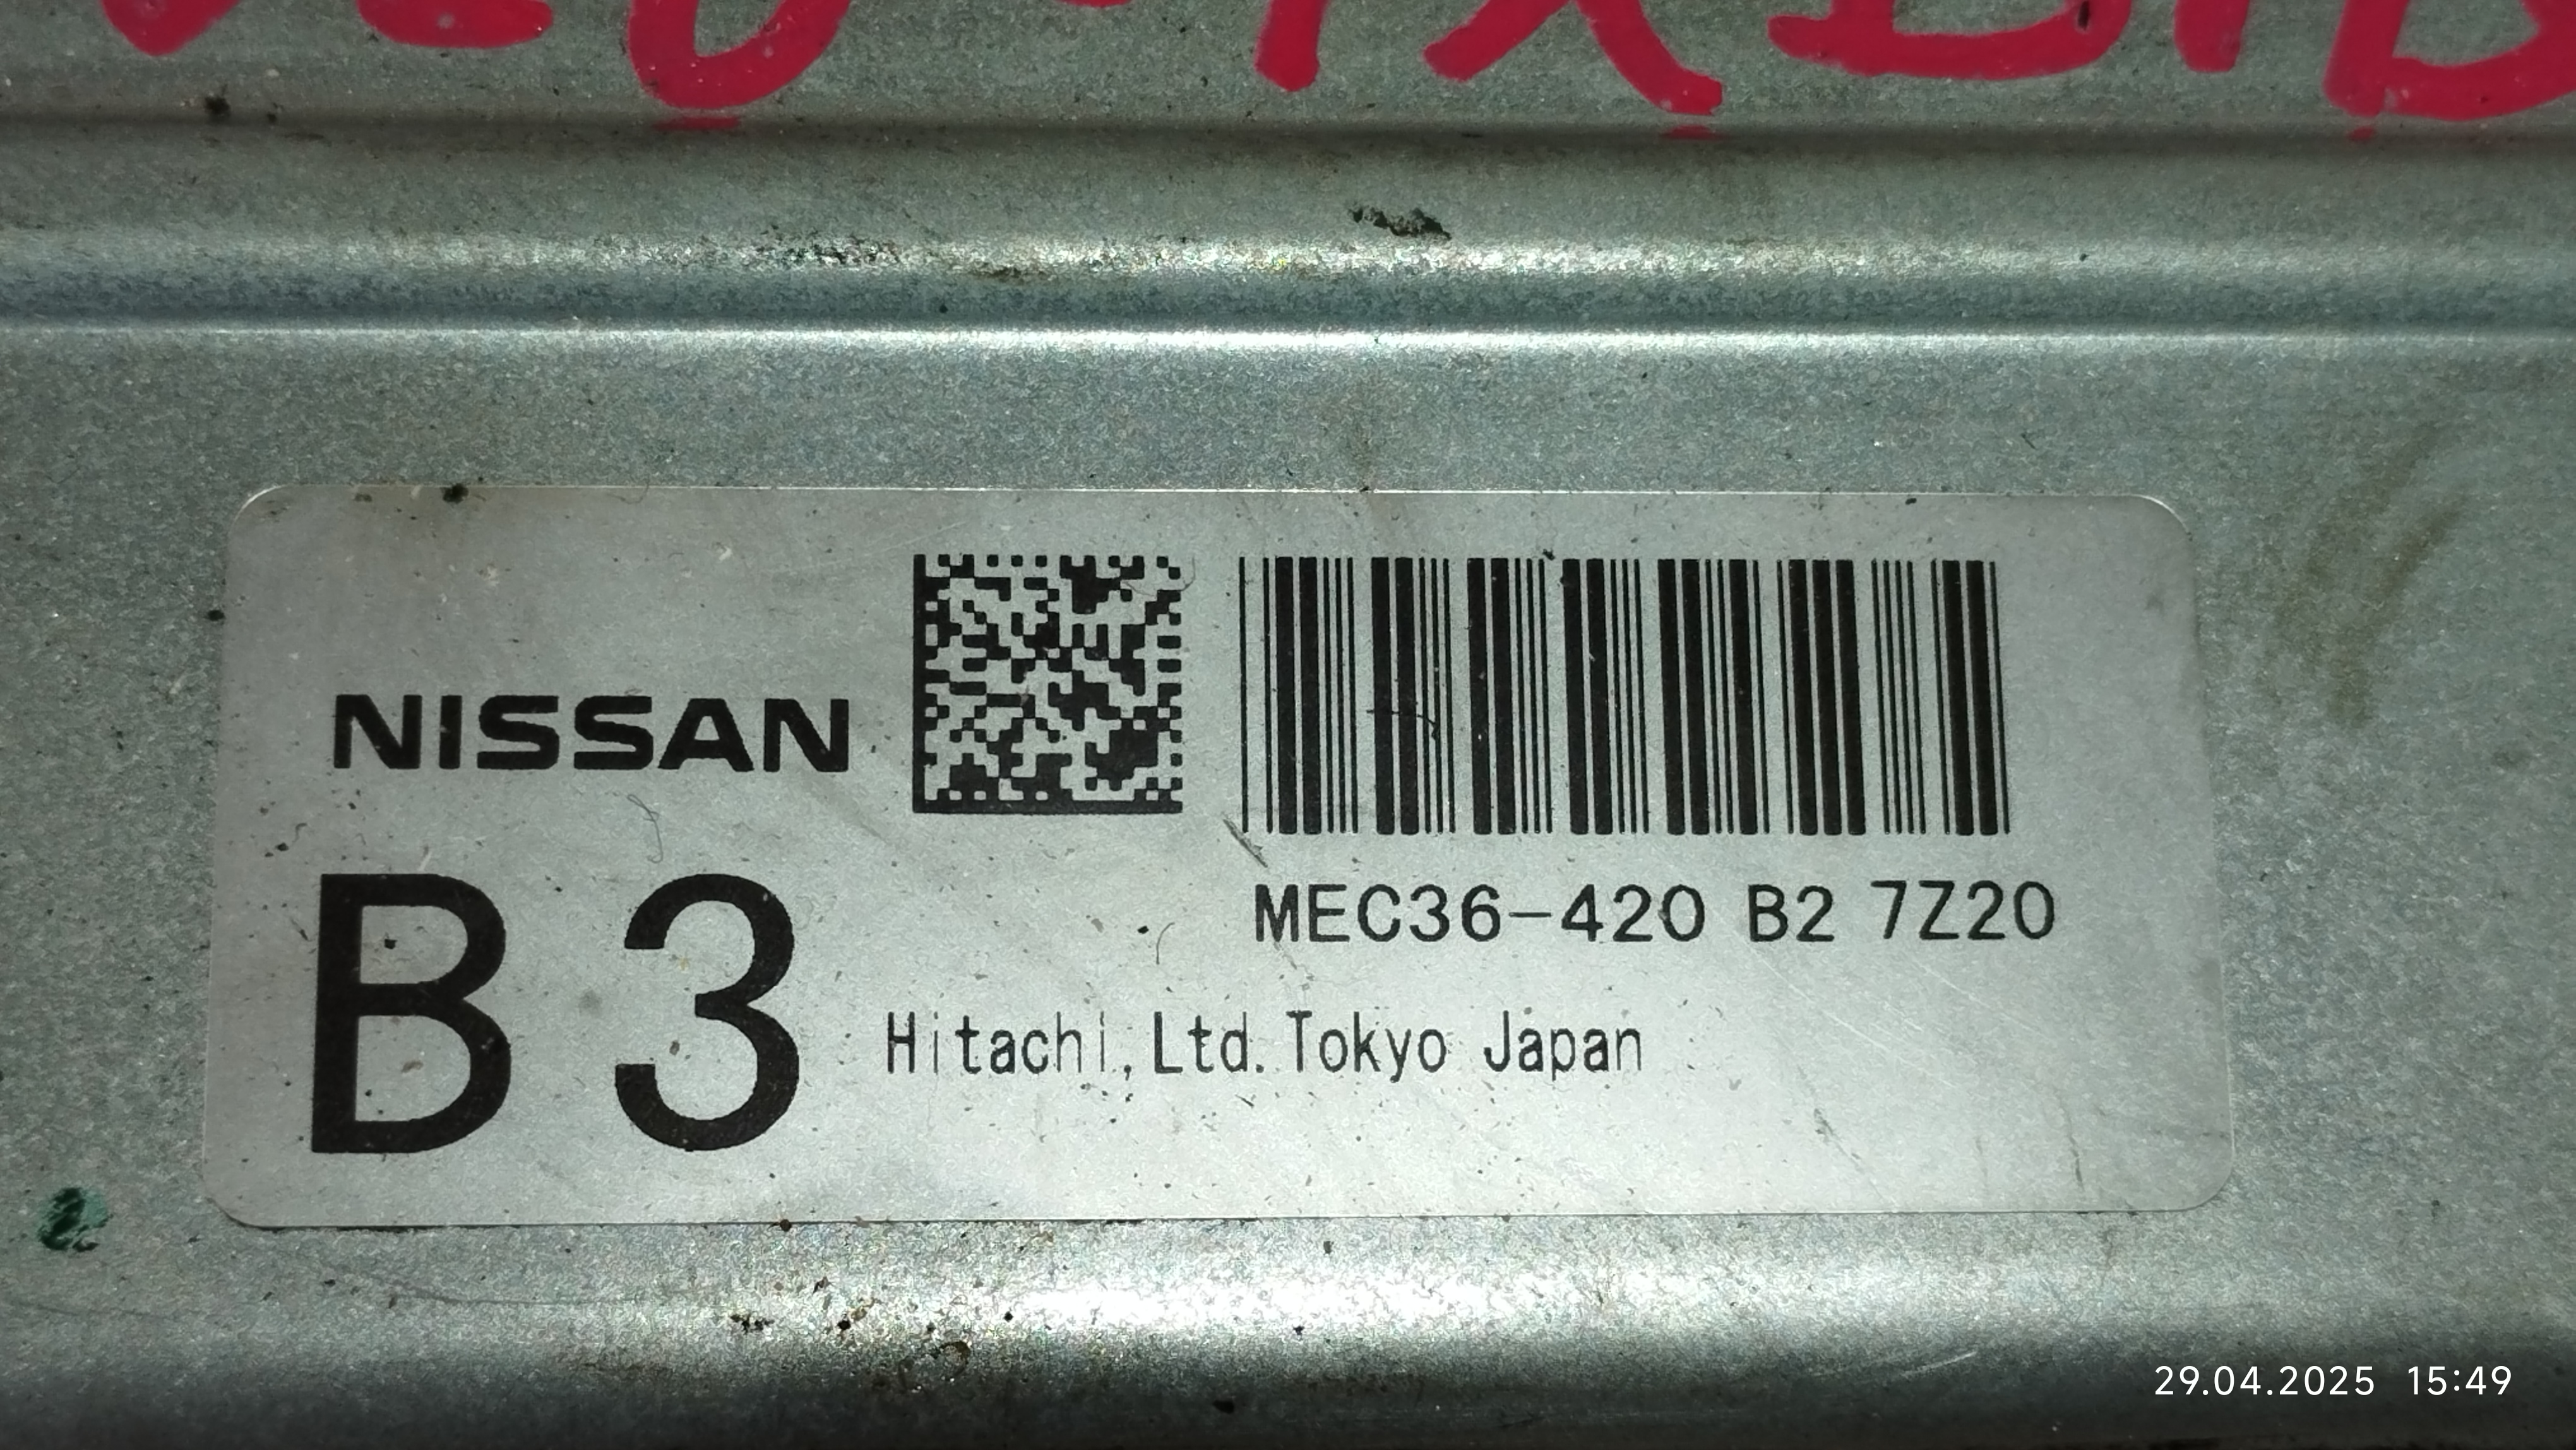 NISSAN
MEC36-420 B2 7Z20
B3
Hitachi, Ltd. Tokyo Japan
29.04.2025 15:49